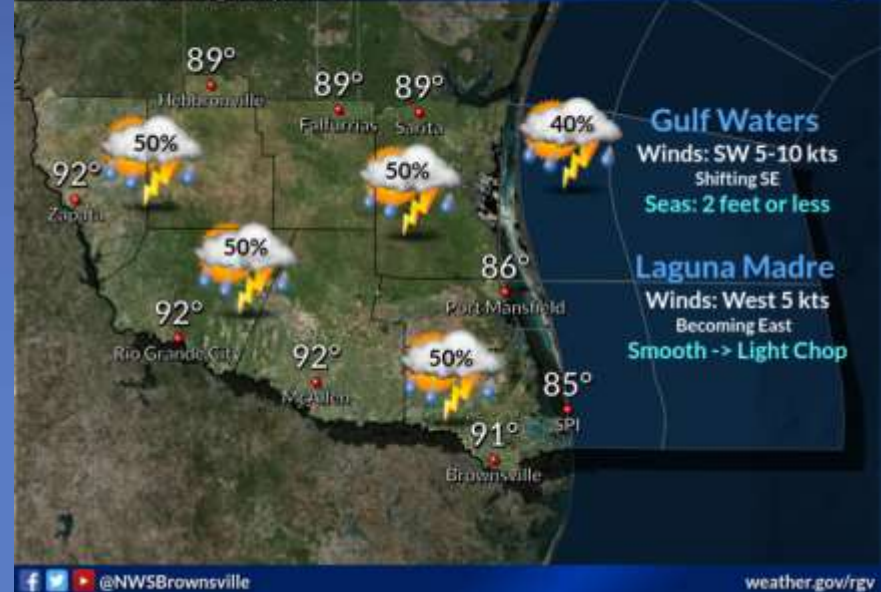 89°
Hebbronville
89°
Falfurrias
89°
Sarita
50%
92°
Zapata
50%
40%
Gulf Waters
Winds: SW 5-10 kts
Shifting SE
Seas: 2 feet or less
50%
86°
Port Mansfield
Laguna Madre
Winds: West 5 kts
Becoming East
Smooth -> Light Chop
92°
Rio Grande City
92°
McAllen
50%
85°
SPI
91°
Brownsville
@NWSBrownsville
weather.gov/rgv